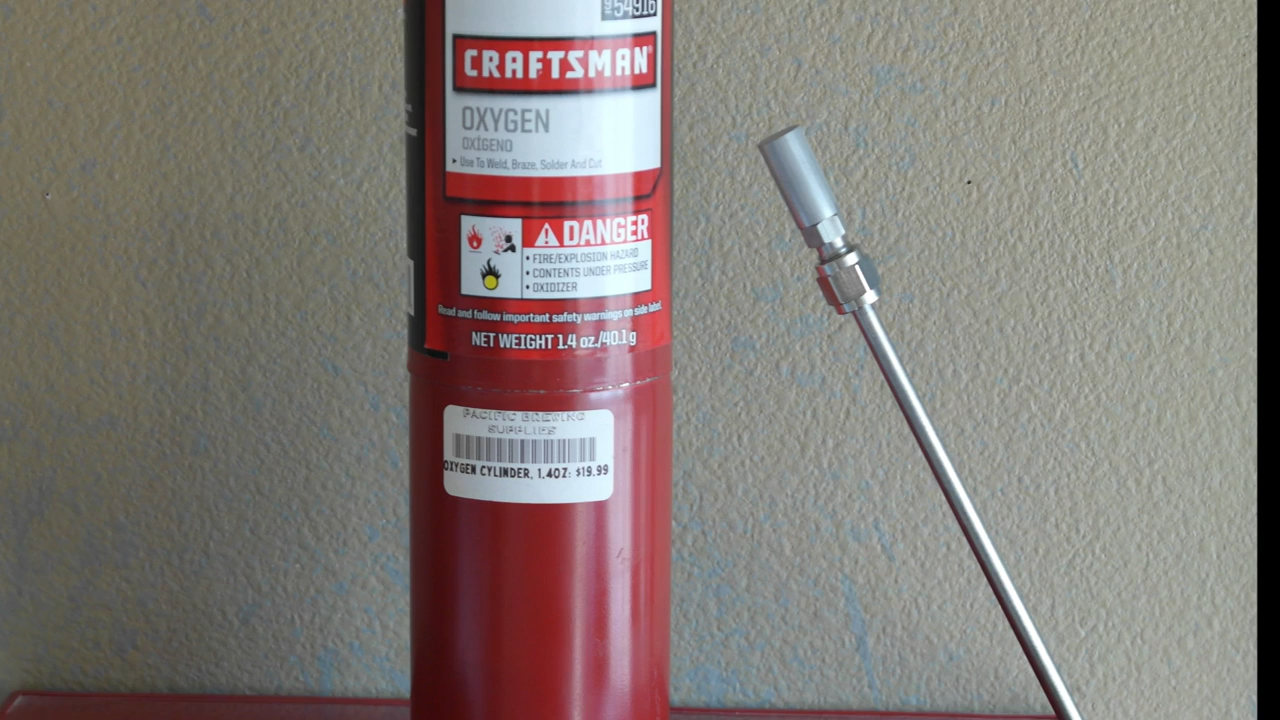 54916
CRAFTSMAN®
OXYGEN
OXÍGENO
▸ Use To Weld, Braze, Solder And Cut
DANGER
• FIRE/EXPLOSION HAZARD
• CONTENTS UNDER PRESSURE
• OXIDIZER
Read and follow important safety warnings on side label.
NET WEIGHT 1.4 oz./40.1 g
PACIFIC BREWING
SUPPLIES
OXYGEN CYLINDER, 1.4OZ: $19.99